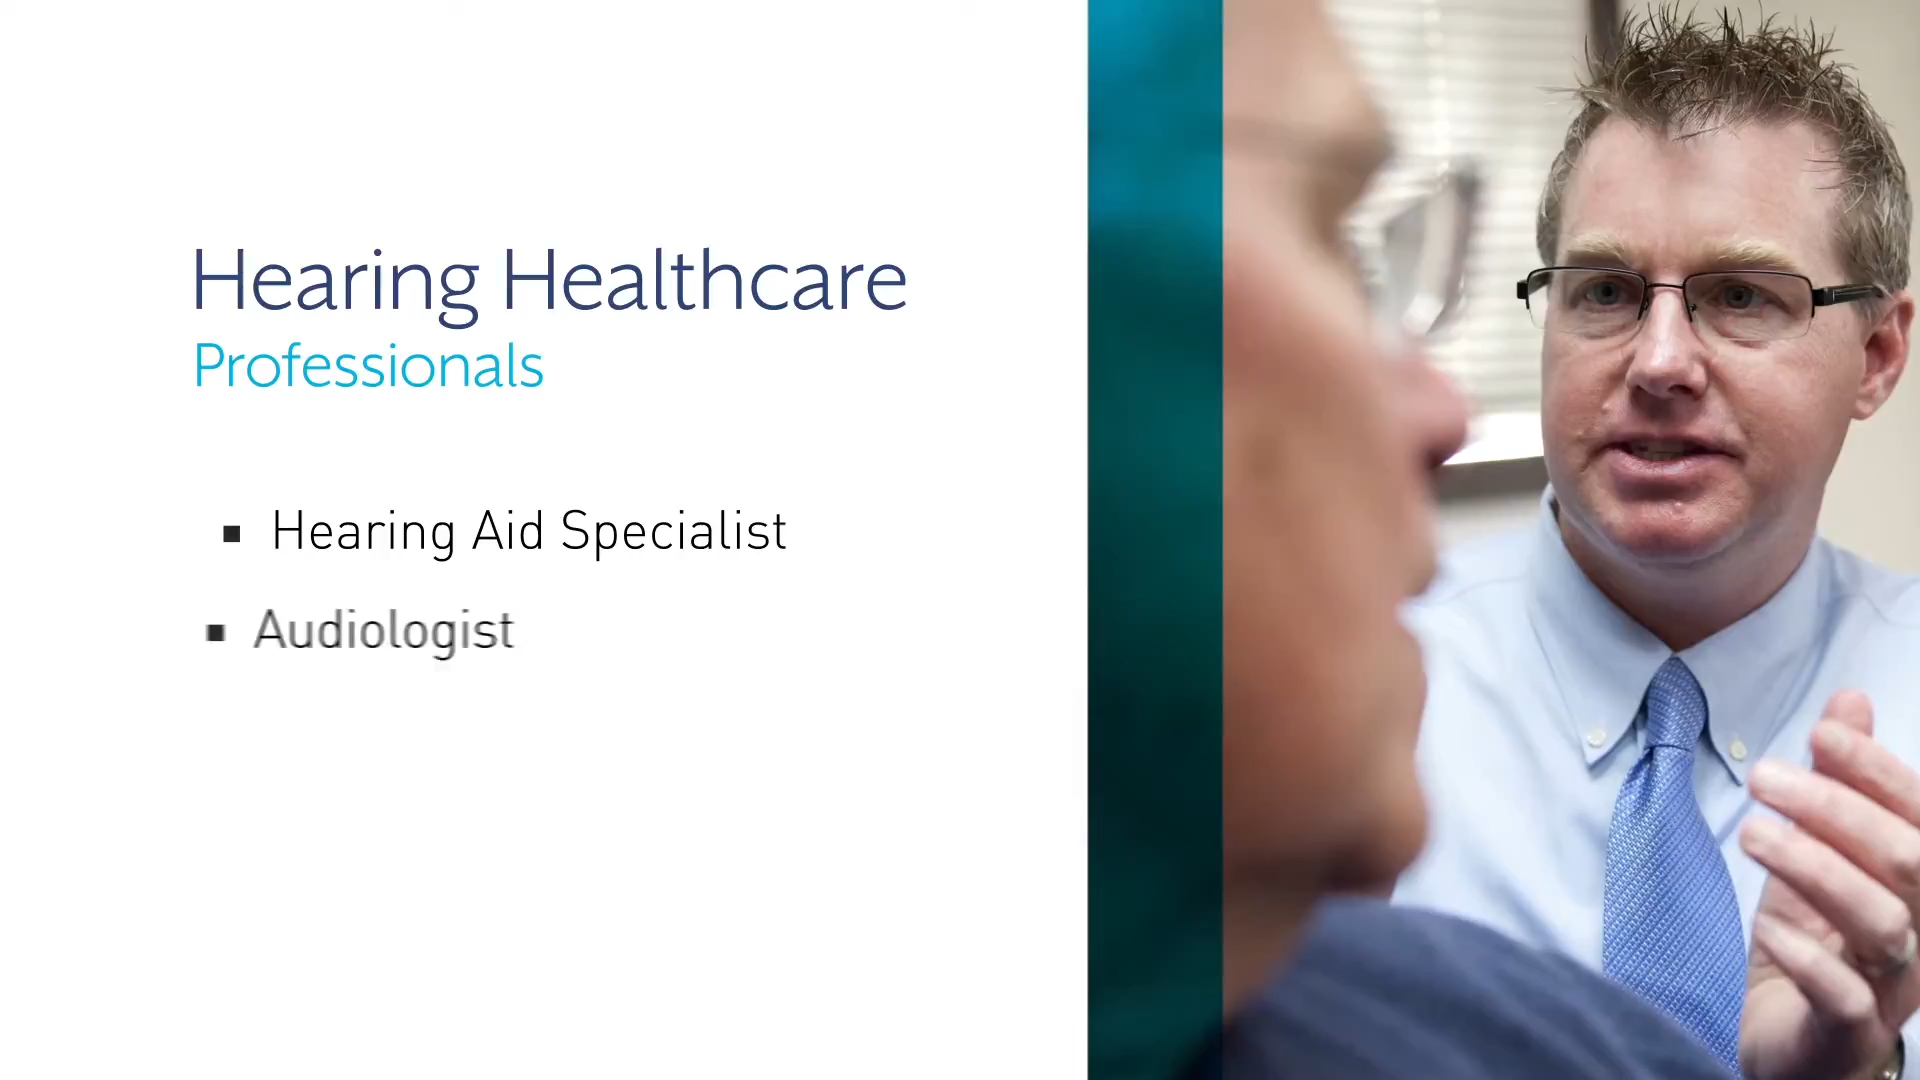 Hearing Healthcare
Professionals
▪ Hearing Aid Specialist
▪ Audiologist